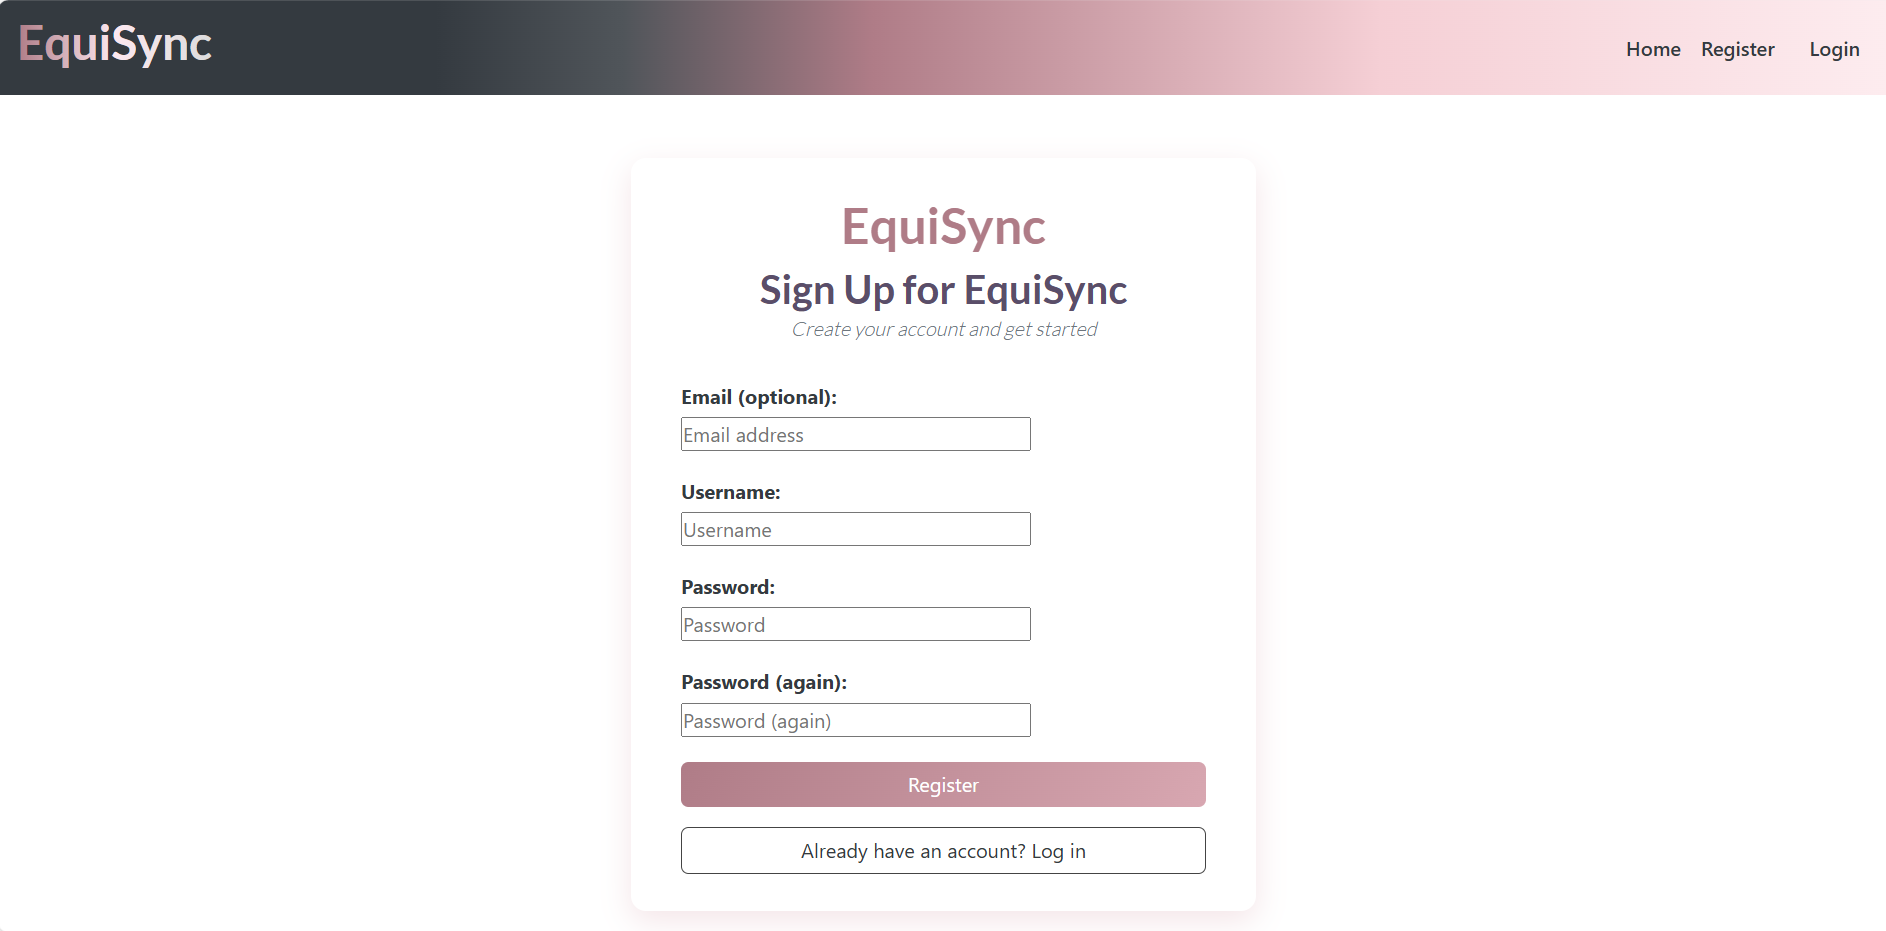 EquiSync
Home Register Login
EquiSync
Sign Up for EquiSync
Create your account and get started
Email (optional):
Email address
Username:
Username
Password:
Password
Password (again):
Password (again)
Register
Already have an account? Log in